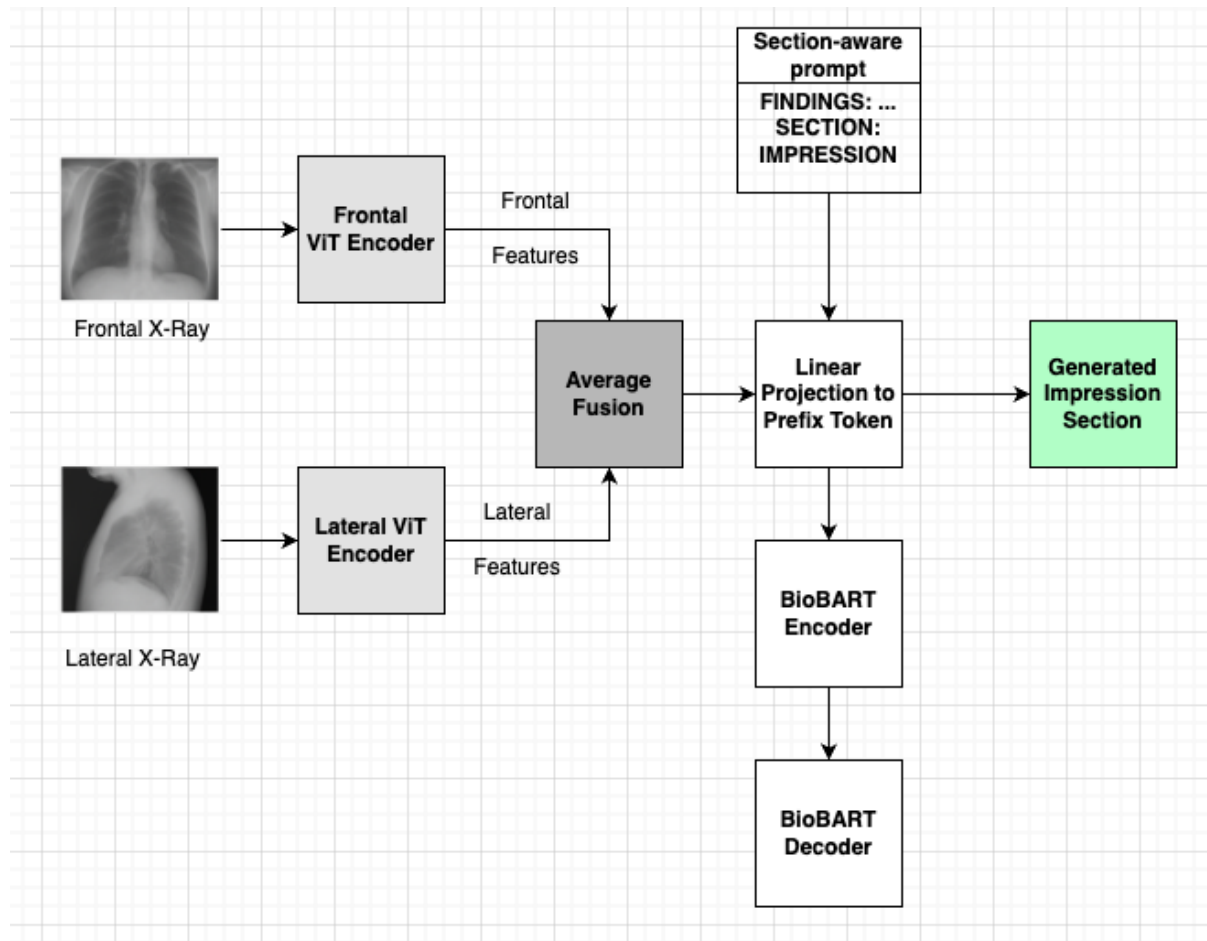 Section-aware
prompt
FINDINGS: ...
SECTION:
IMPRESSION
Frontal
ViT Encoder
Frontal
Features
Frontal X-Ray
Average
Fusion
Linear
Projection to
Prefix Token
Generated
Impression
Section
Lateral ViT
Encoder
Lateral
Features
Lateral X-Ray
BioBART
Encoder
BioBART
Decoder